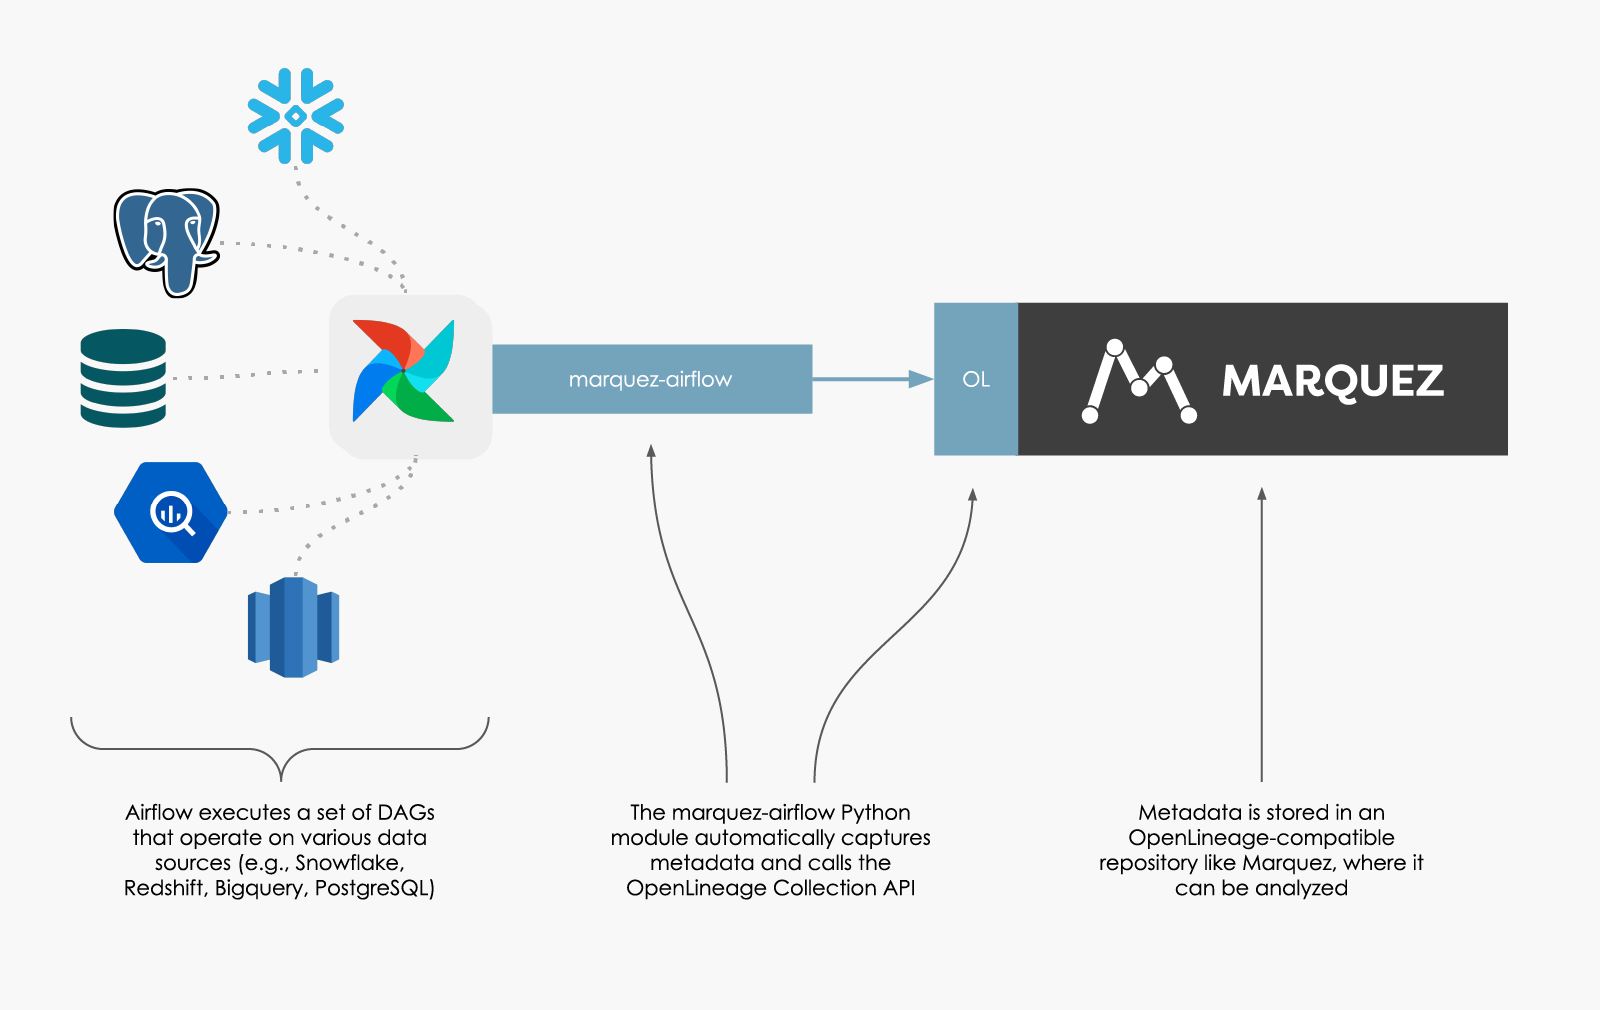 marquez-airflow
OL
MARQUEZ
Airflow executes a set of DAGs
that operate on various data
sources (e.g., Snowflake,
Redshift, Bigquery, PostgreSQL)
The marquez-airflow Python
module automatically captures
metadata and calls the
OpenLineage Collection API
Metadata is stored in an
OpenLineage-compatible
repository like Marquez, where it
can be analyzed